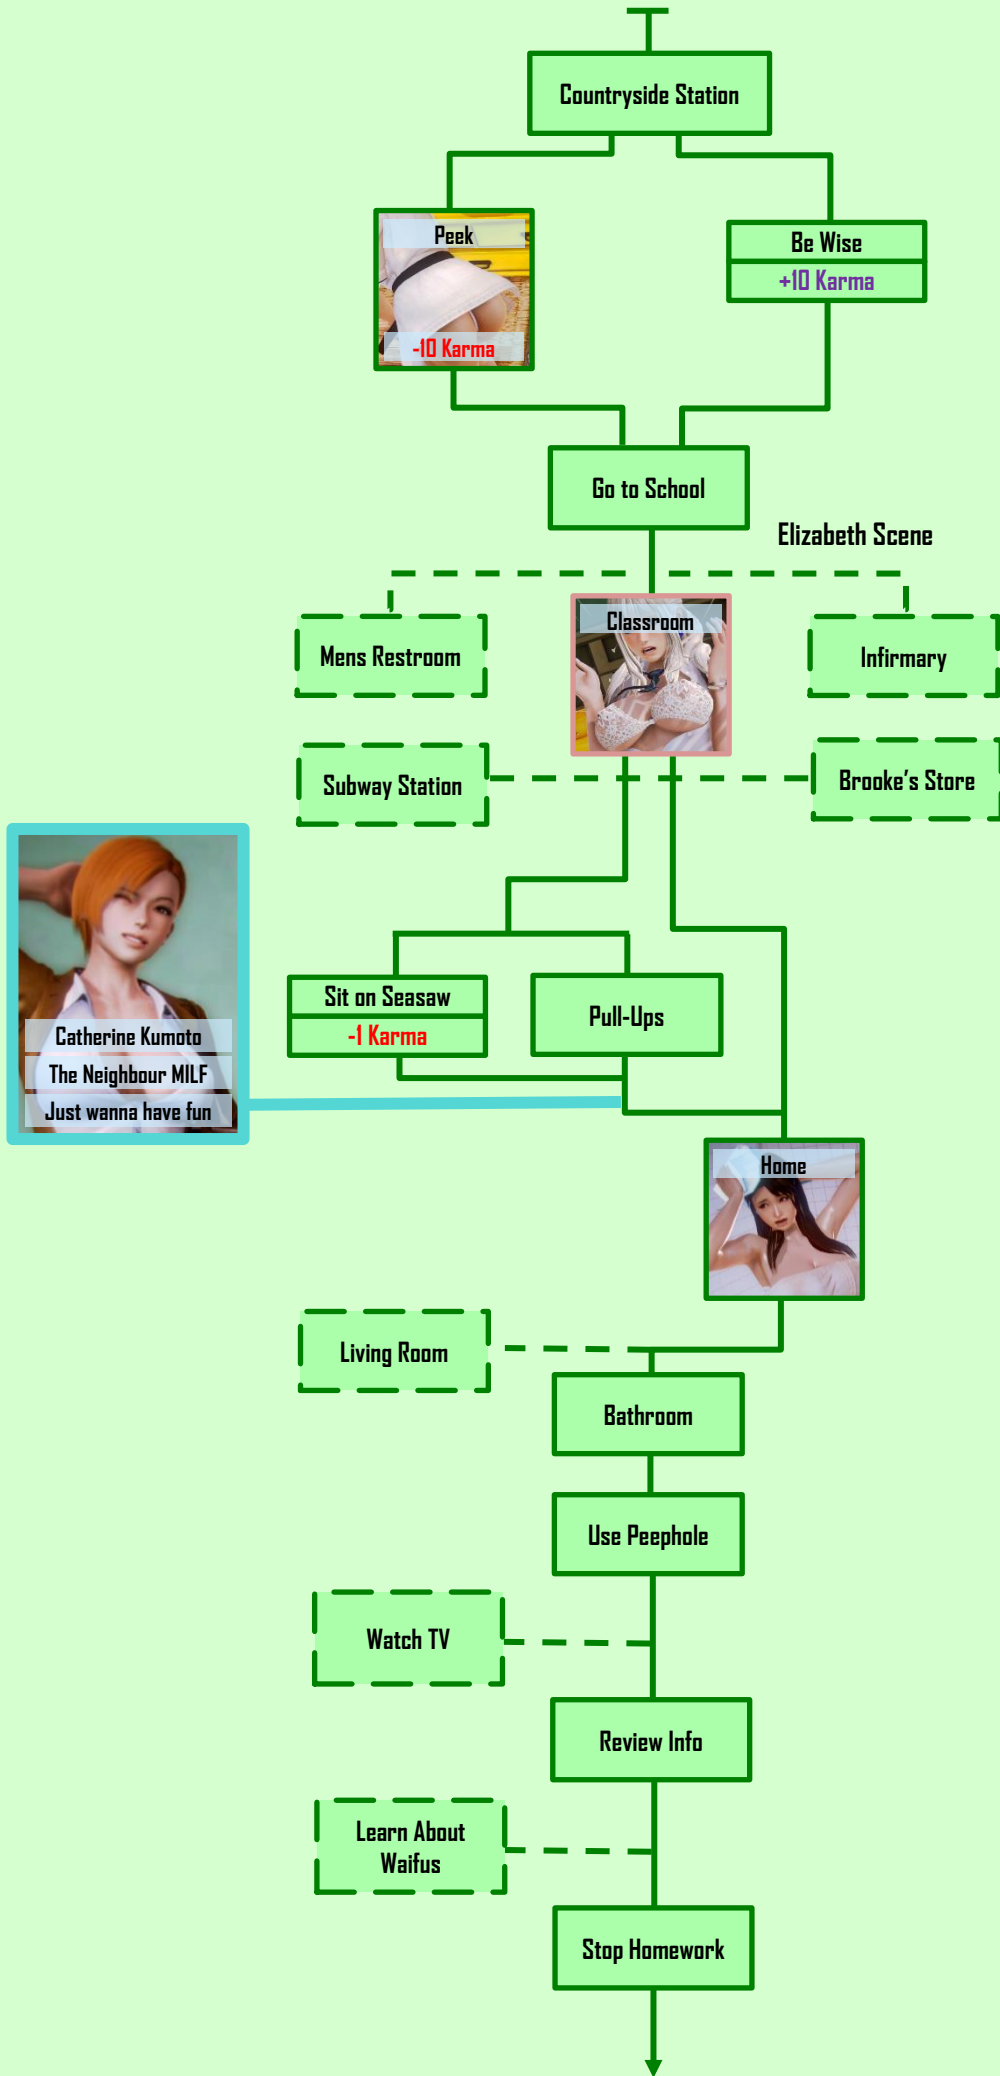 Countryside Station
Peek
-10 Karma
Be Wise
+10 Karma
Go to School
Elizabeth Scene
Mens Restroom
Classroom
Infirmary
Subway Station
Brooke's Store
Catherine Kumoto
The Neighbour MILF
Just wanna have fun
Sit on Seasaw
-1 Karma
Pull-Ups
Home
Living Room
Bathroom
Use Peephole
Watch TV
Review Info
Learn About
Waifus
Stop Homework